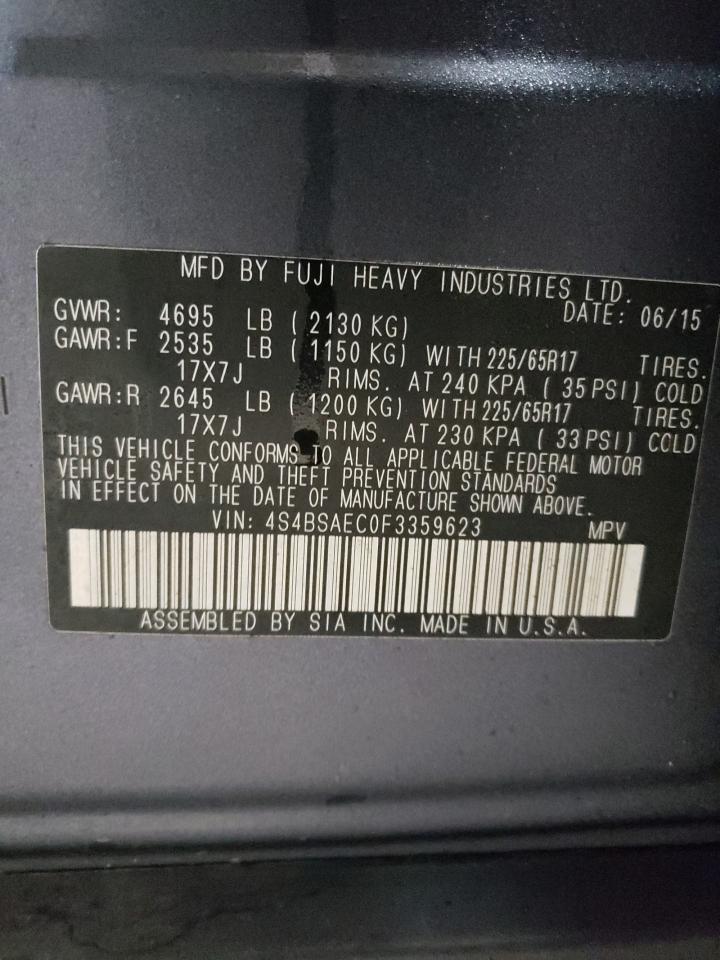 MFD BY FUJI HEAVY INDUSTRIES LTD.
DATE: 06/15
GVWR: 4695 LB (2130 KG)
GAWR:F 2535 LB (1150 KG) WITH 225/65R17 TIRES.
17X7J RIMS. AT 240 KPA (35 PSI) COLD
GAWR:R 2645 LB (1200 KG) WITH 225/65R17 TIRES.
17X7J RIMS. AT 230 KPA (33 PSI) COLD
THIS VEHICLE CONFORMS TO ALL APPLICABLE FEDERAL MOTOR
VEHICLE SAFETY AND THEFT PREVENTION STANDARDS
IN EFFECT ON THE DATE OF MANUFACTURE SHOWN ABOVE.
VIN: 4S4BSAEC0F3359623 MPV
ASSEMBLED BY SIA INC. MADE IN U.S.A.